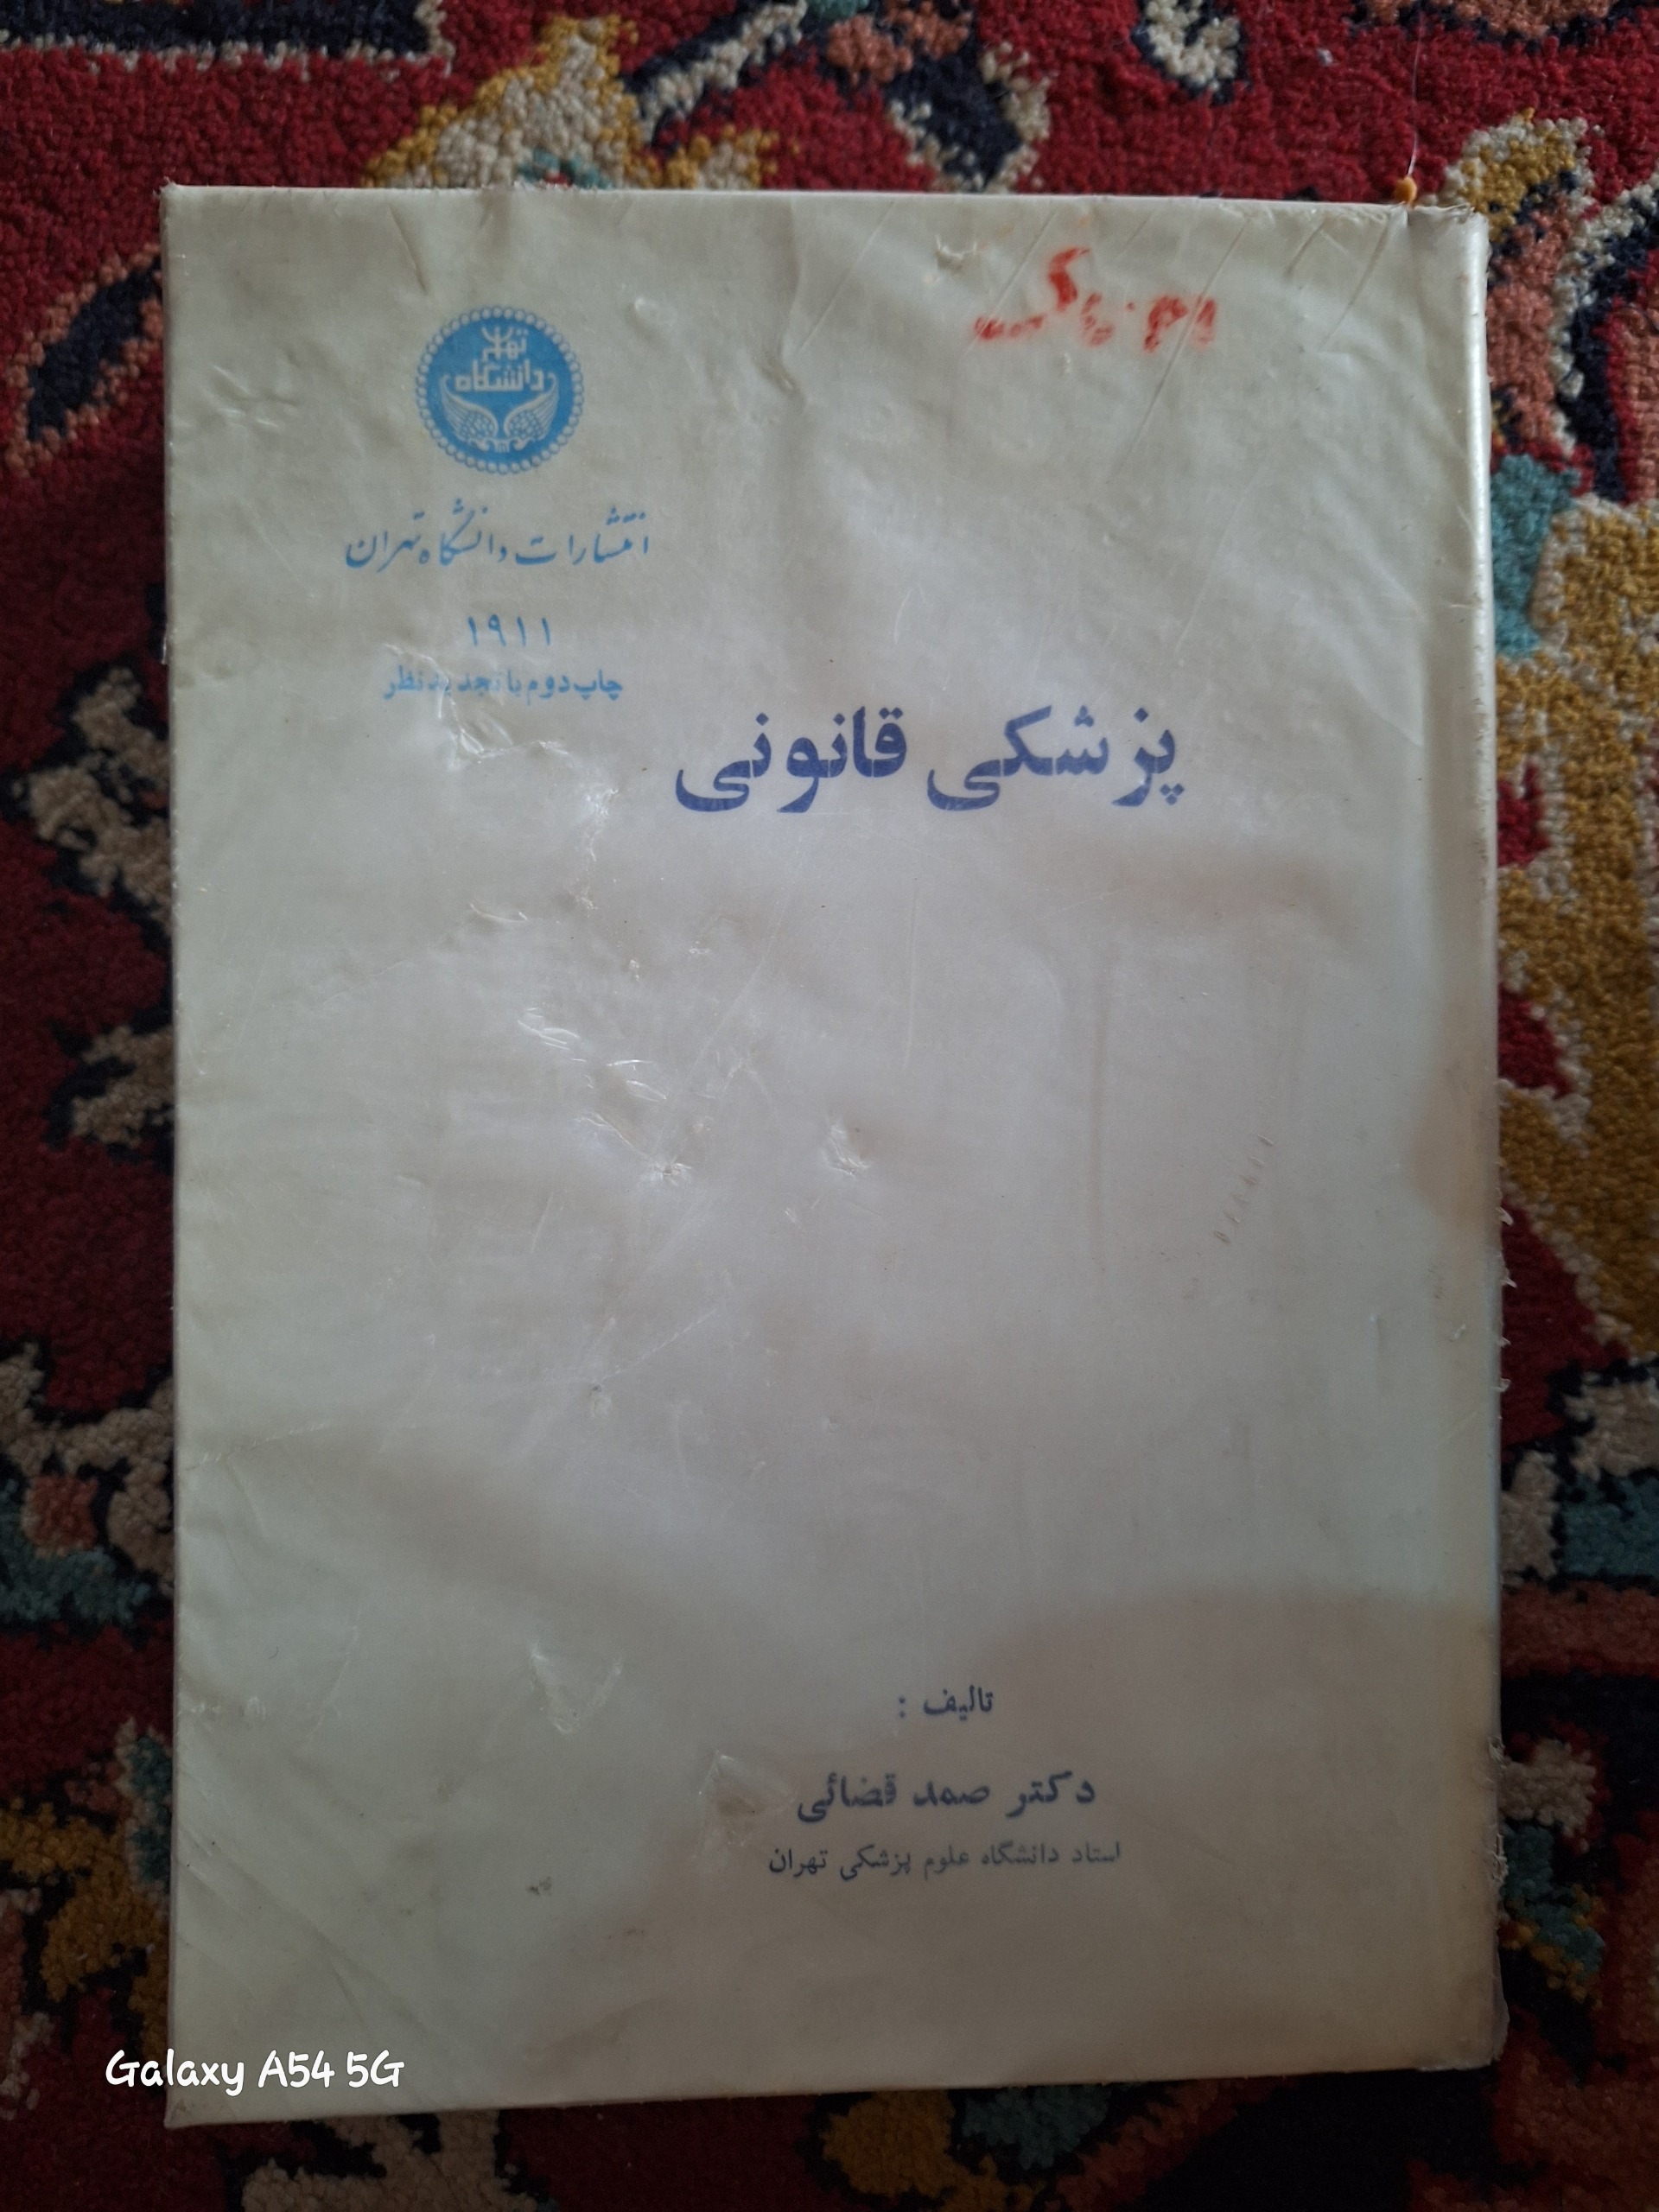 تهران
دانشگاه
انتشارات دانشگاه تهران
۱۹۱۱
چاپ دوم با تجدید نظر
پزشکی قانونی
تالیف :
دکتر صمد قضائی
استاد دانشگاه علوم پزشکی تهران
Galaxy A54 5G